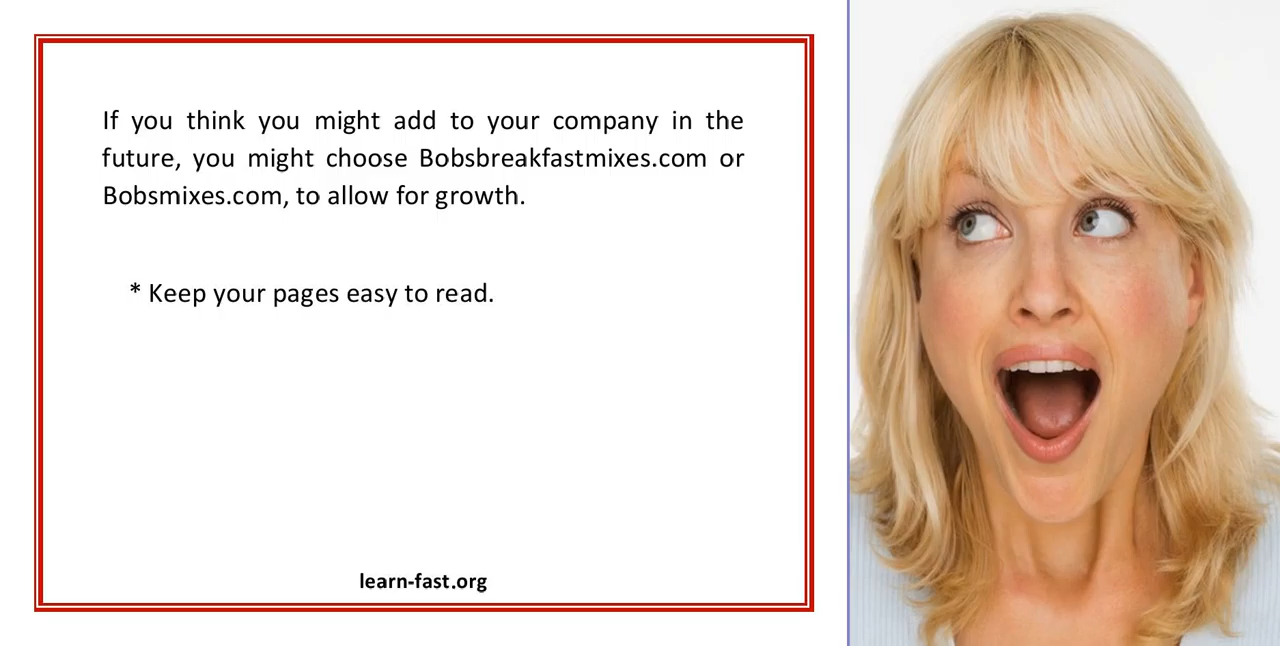 If you think you might add to your company in the
future, you might choose Bobsbreakfastmixes.com or
Bobsmixes.com, to allow for growth.
* Keep your pages easy to read.
learn-fast.org